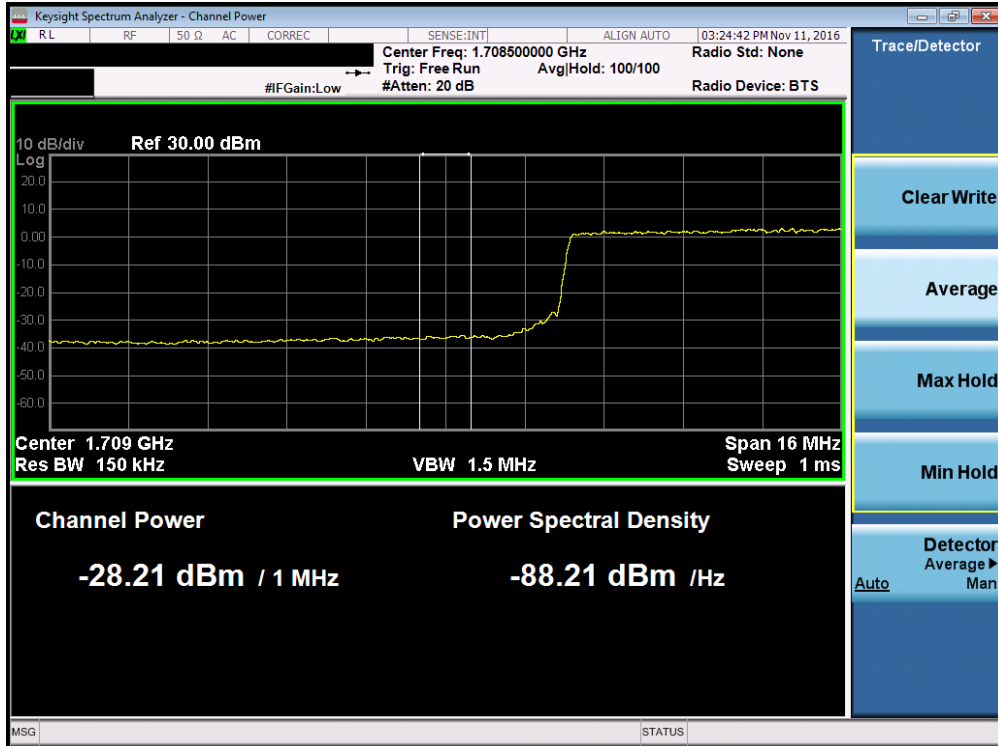 Keysight Spectrum Analyzer - Channel Power
LXI RL RF 50 Ω AC CORREC SENSE:INT ALIGN AUTO 03:24:42 PM Nov 11, 2016
Center Freq: 1.708500000 GHz Radio Std: None
Trig: Free Run Avg|Hold: 100/100
#IFGain:Low #Atten: 20 dB Radio Device: BTS
Trace/Detector
10 dB/div Ref 30.00 dBm
Log
20.0
10.0
0.00
-10.0
-20.0
-30.0
-40.0
-50.0
-60.0
Center 1.709 GHz Span 16 MHz
Res BW 150 kHz VBW 1.5 MHz Sweep 1 ms
Channel Power Power Spectral Density
-28.21 dBm / 1 MHz -88.21 dBm /Hz
Clear Write
Average
Max Hold
Min Hold
Detector
Average
Auto Man
MSG STATUS